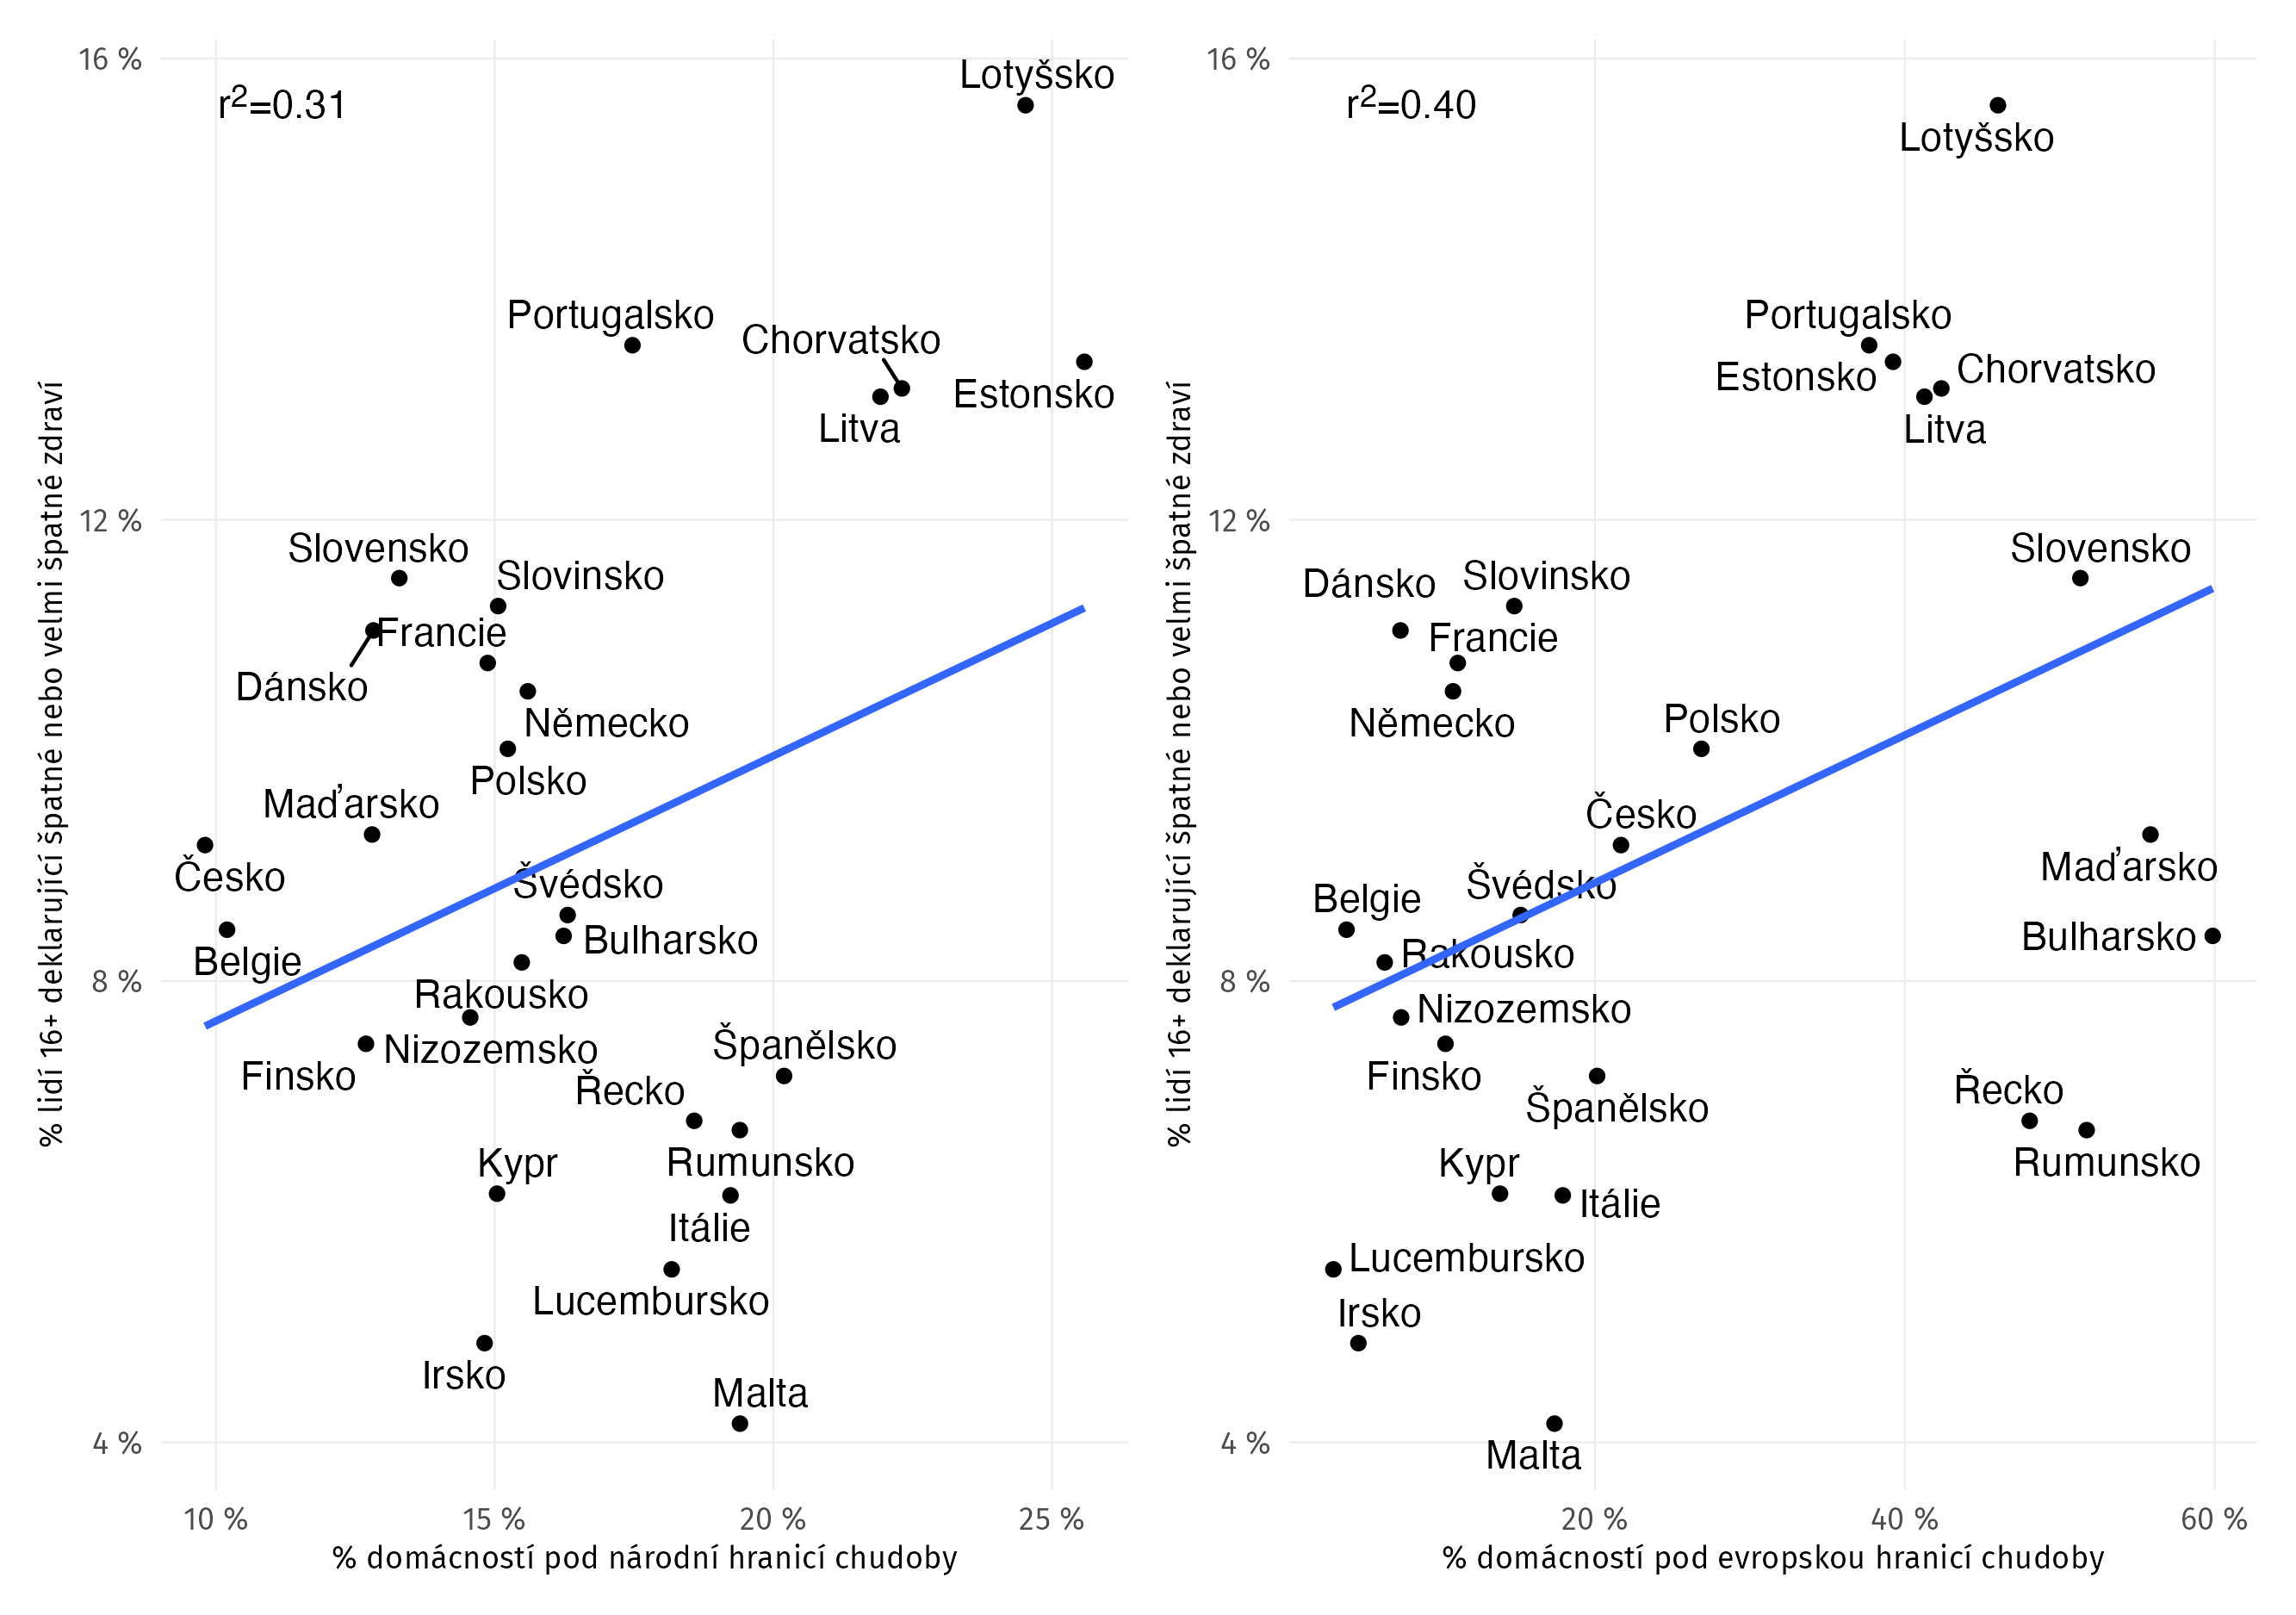 16 %
r²=0.31
Lotyšsko
Portugalsko
Chorvatsko
Estonsko
Litva
12 %
Slovensko
Slovinsko
Francie
Dánsko
Německo
Polsko
Maďarsko
Česko
Švédsko
Bulharsko
Belgie
8 %
Rakousko
Nizozemsko
Finsko
Španělsko
Řecko
Rumunsko
Kypr
Itálie
Lucembursko
Irsko
Malta
4 %
10 %
15 %
20 %
25 %
% domácností pod národní hranicí chudoby
% lidí 16+ deklarující špatné nebo velmi špatné zdraví
16 %
r²=0.40
Lotyšsko
Portugalsko
Estonsko
Chorvatsko
Litva
12 %
Slovensko
Dánsko
Slovinsko
Francie
Německo
Polsko
Česko
Maďarsko
Švédsko
Belgie
Bulharsko
Rakousko
8 %
Nizozemsko
Finsko
Španělsko
Řecko
Rumunsko
Kypr
Itálie
Lucembursko
Irsko
Malta
4 %
20 %
40 %
60 %
% domácností pod evropskou hranicí chudoby
% lidí 16+ deklarující špatné nebo velmi špatné zdraví